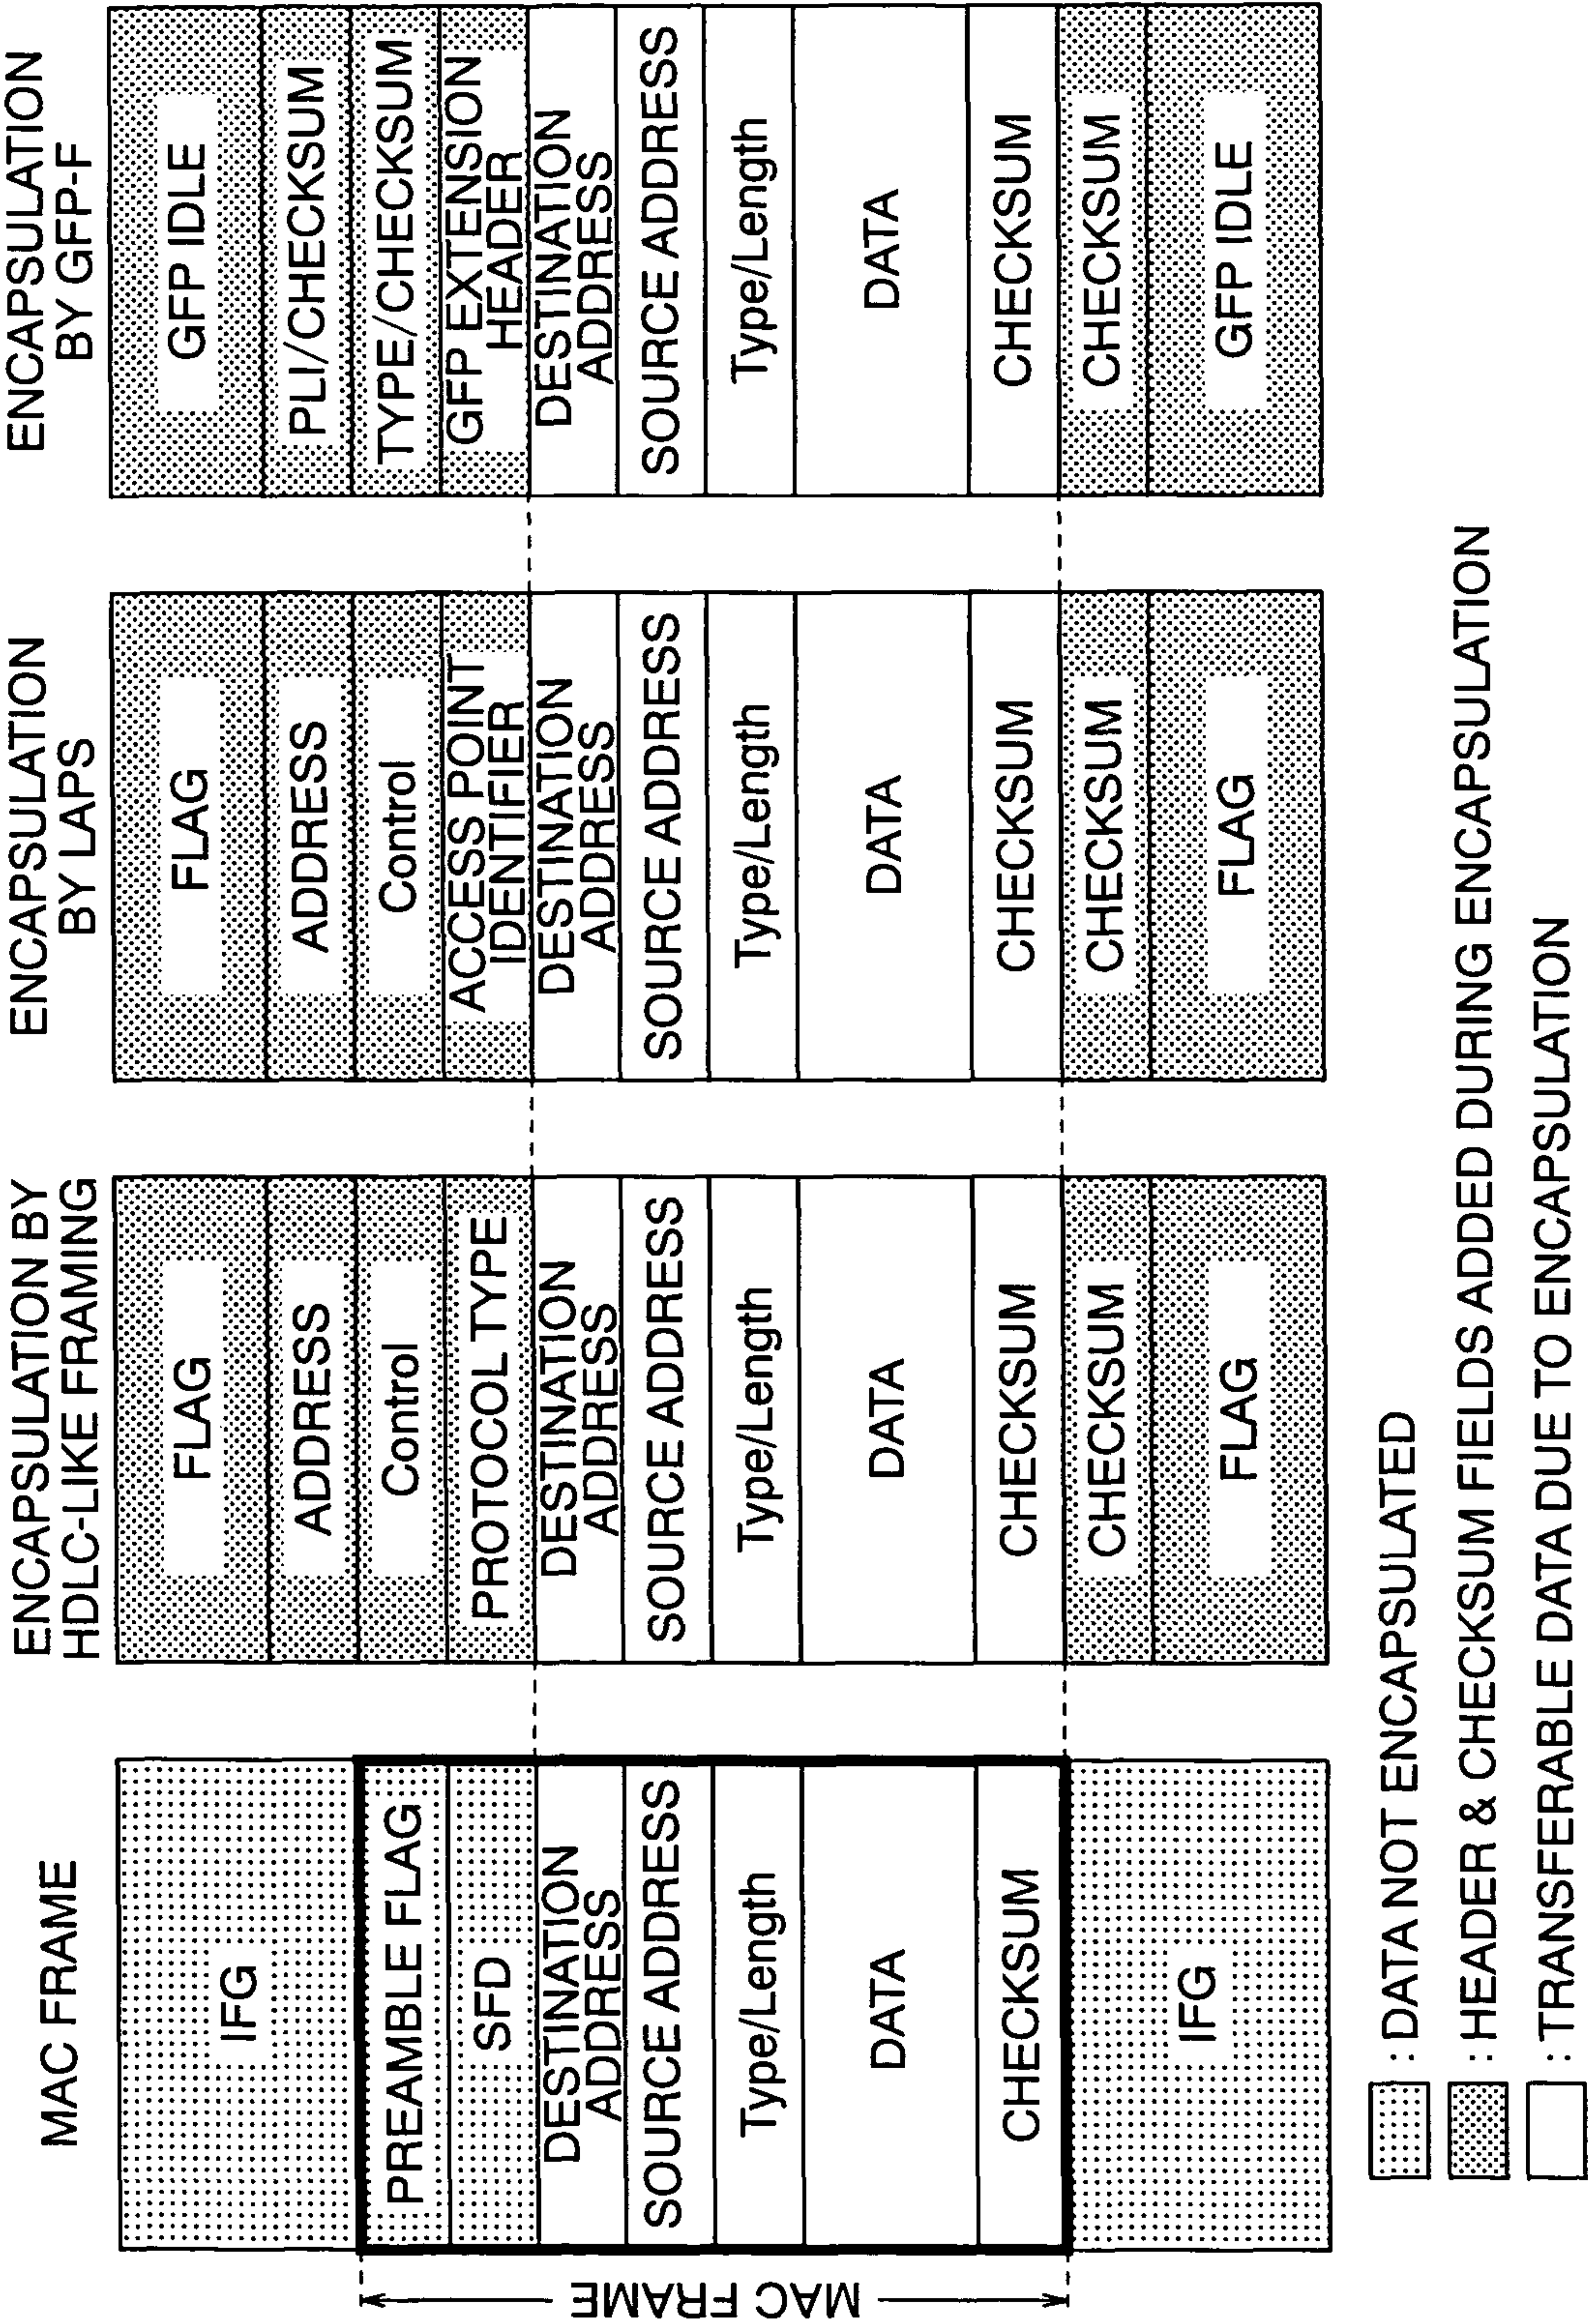 MAC FRAME
IFG
PREAMBLE FLAG
SFD
DESTINATION
ADDRESS
SOURCE ADDRESS
Type/Length
DATA
CHECKSUM
IFG
MAC FRAME
ENCAPSULATION BY
HDLC-LIKE FRAMING
FLAG
ADDRESS
Control
PROTOCOL TYPE
DESTINATION
ADDRESS
SOURCE ADDRESS
Type/Length
DATA
CHECKSUM
CHECKSUM
FLAG
ENCAPSULATION
BY LAPS
FLAG
ADDRESS
Control
ACCESS POINT
IDENTIFIER
DESTINATION
ADDRESS
SOURCE ADDRESS
Type/Length
DATA
CHECKSUM
CHECKSUM
FLAG
ENCAPSULATION
BY GFP-F
GFP IDLE
PLI/CHECKSUM
TYPE/CHECKSUM
GFP EXTENSION
HEADER
DESTINATION
ADDRESS
SOURCE ADDRESS
Type/Length
DATA
CHECKSUM
CHECKSUM
GFP IDLE
: DATA NOT ENCAPSULATED
: HEADER & CHECKSUM FIELDS ADDED DURING ENCAPSULATION
: TRANSFERABLE DATA DUE TO ENCAPSULATION